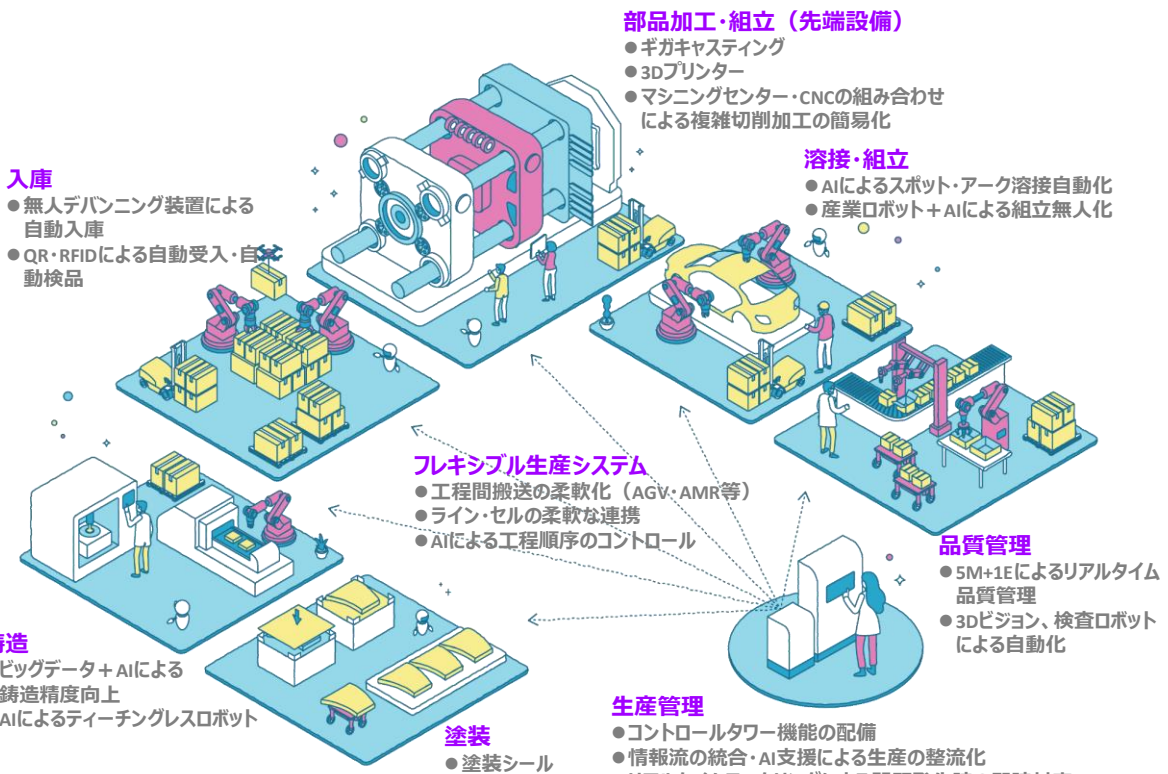 部品加工・組立（先端設備）
●ギガキャスティング
●3Dプリンター
●マシニングセンター・CNCの組み合わせ
による複雑切削加工の簡易化
溶接・組立
●AIによるスポット・アーク溶接自動化
●産業ロボット＋AIによる組立無人化
入庫
●無人デバンニング装置による
自動入庫
●QR・RFIDによる自動受入・自
動検品
フレキシブル生産システム
●工程間搬送の柔軟化（AGV・AMR等）
●ライン・セルの柔軟な連携
●AIによる工程順序のコントロール
品質管理
●5M+1Eによるリアルタイム
品質管理
●3Dビジョン、検査ロボット
による自動化
鋳造
ビッグデータ＋AIによる
鋳造精度向上
AIによるティーチングレスロボット
塗装
●塗装シール
生産管理
●コントロールタワー機能の配備
●情報流の統合・AI支援による生産の整流化